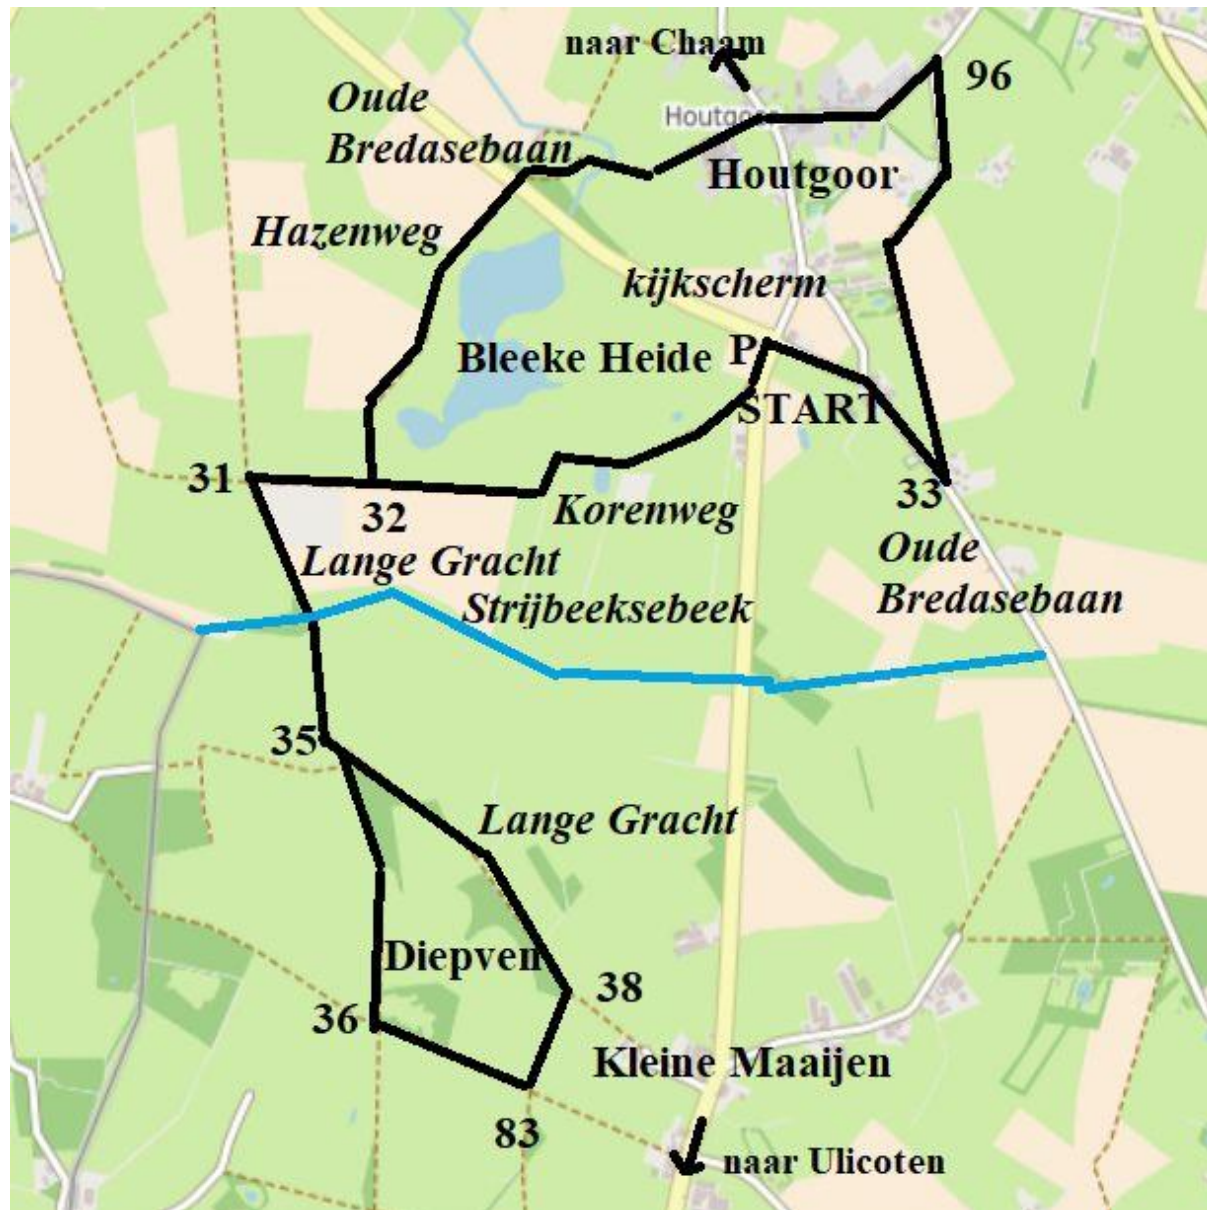 naar Chaam
96
Oude
Bredasebaan
Houtgoor
Houtgoor
Hazenweg
kijkscherm
Bleeke Heide
P
START
31
32
33
Korenweg
Oude
Bredasebaan
Lange Gracht
Strijbeeksebeek
35
Lange Gracht
Diepven
38
36
Kleine Maaijen
83
naar Ulicoten